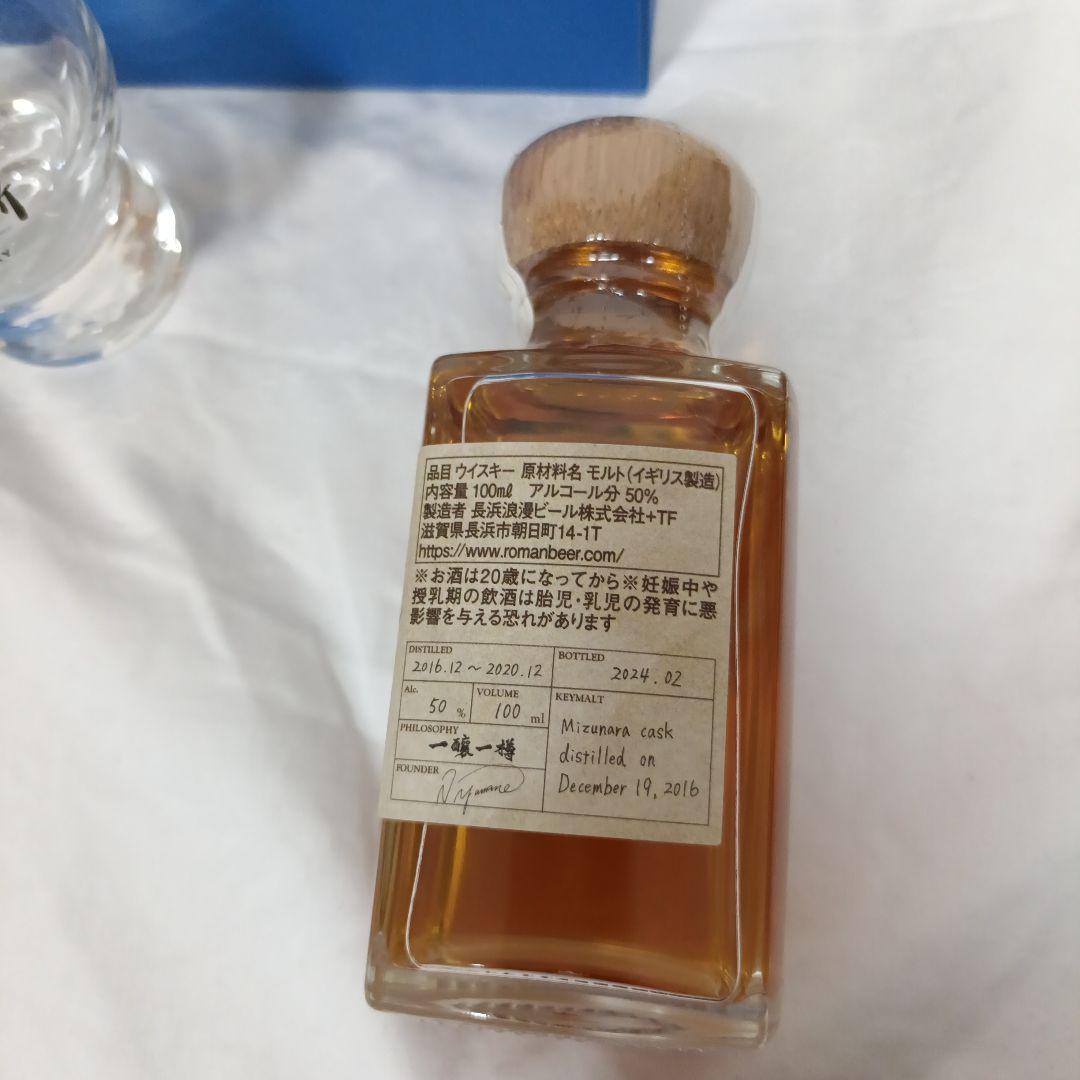 品目 ウイスキー 原材料名 モルト(イギリス製造)
内容量 100mℓ アルコール分 50%
製造者 長浜浪漫ビール株式会社+TF
滋賀県長浜市朝日町14-1T
https://www.romanbeer.com/
※お酒は20歳になってから※妊娠中や
授乳期の飲酒は胎児・乳児の発育に悪
影響を与える恐れがあります
DISTILLED
2016.12～2020.12
BOTTLED
2024.02
Alc.
50 %
VOLUME
100 ml
KEYMALT
Mizunara cask
distilled on
December 19, 2016
PHILOSOPHY
一醸一樽
FOUNDER